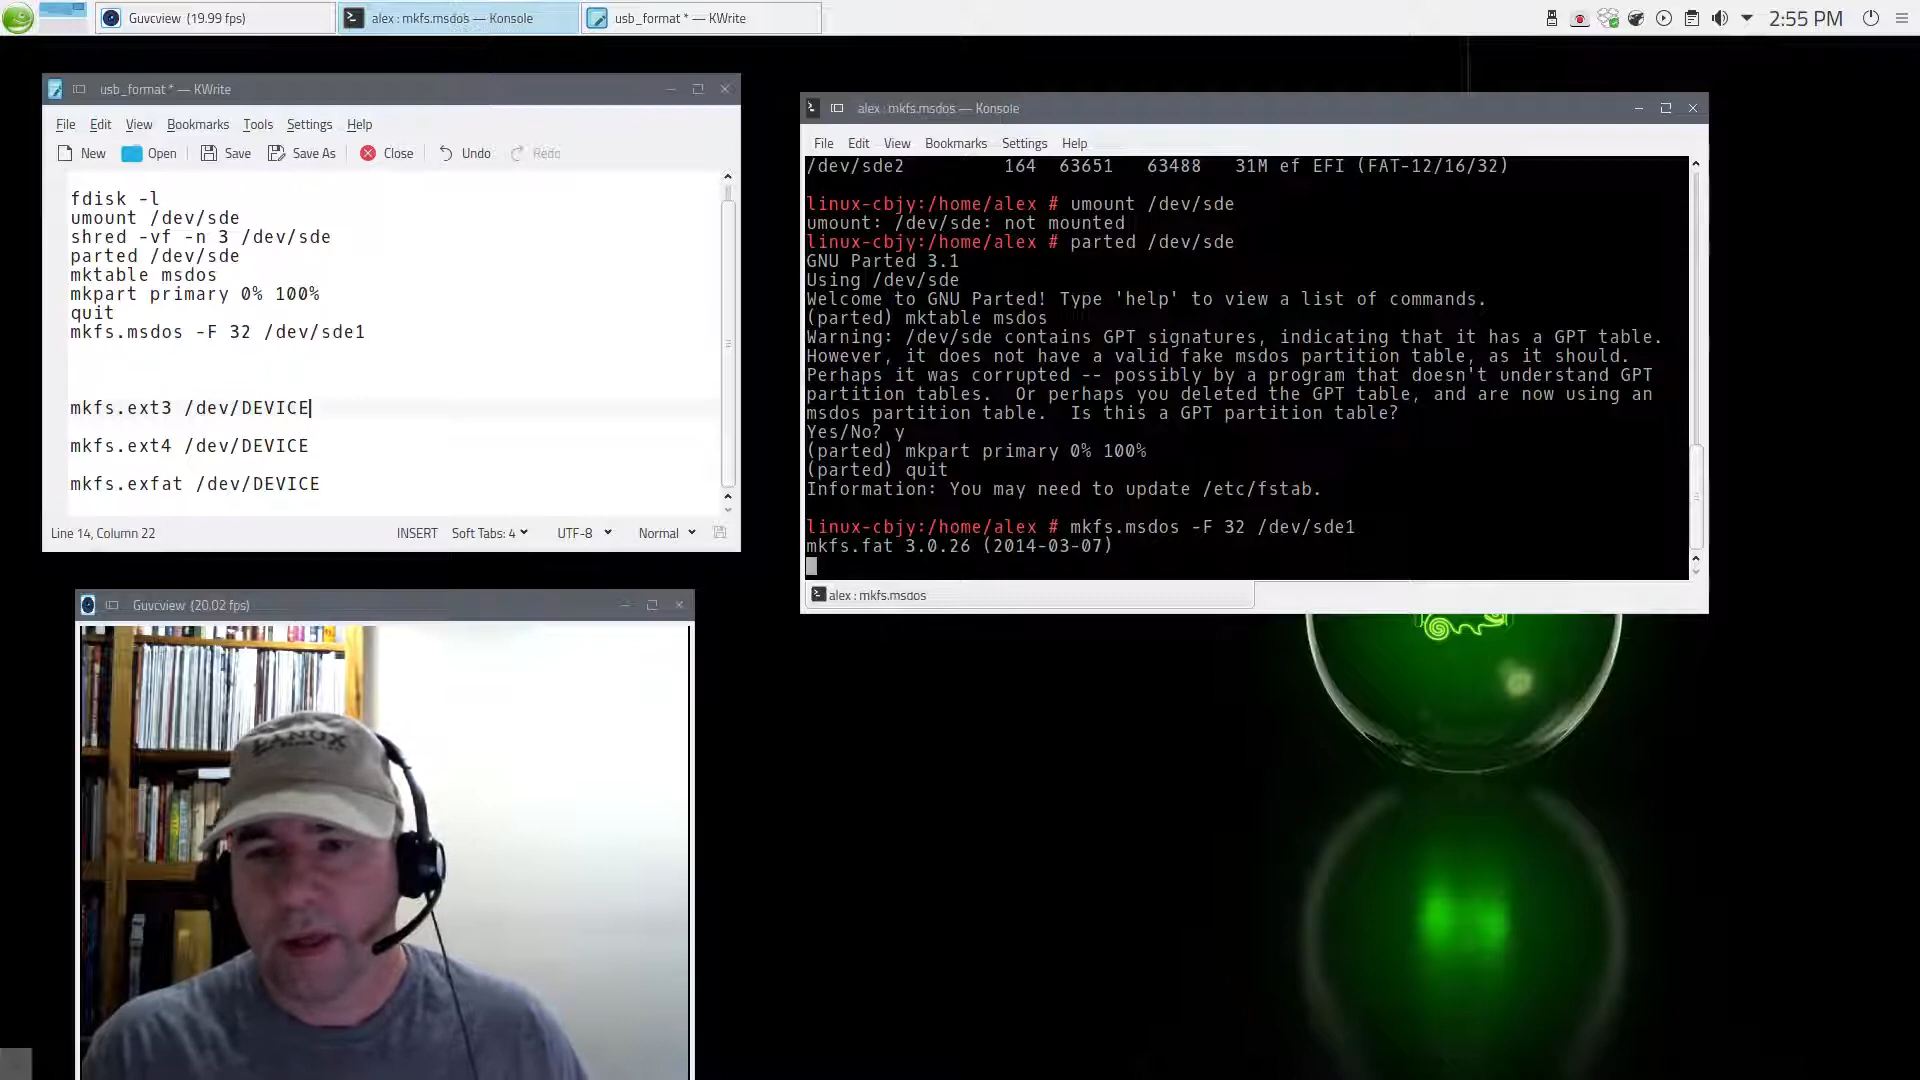 Guvcview (19.99 fps)
alex : mkfs.msdos — Konsole
usb_format * — KWrite
2:55 PM
usb_format * — KWrite
File Edit View Bookmarks Tools Settings Help
New Open Save Save As Close Undo Redo
fdisk -l
umount /dev/sde
shred -vf -n 3 /dev/sde
parted /dev/sde
mktable msdos
mkpart primary 0% 100%
quit
mkfs.msdos -F 32 /dev/sde1
mkfs.ext3 /dev/DEVICE
mkfs.ext4 /dev/DEVICE
mkfs.exfat /dev/DEVICE
Line 14, Column 22 INSERT Soft Tabs: 4 UTF-8 Normal
alex : mkfs.msdos — Konsole
File Edit View Bookmarks Settings Help
/dev/sde2 164 63651 63488 31M ef EFI (FAT-12/16/32)
linux-cbjy:/home/alex # umount /dev/sde
umount: /dev/sde: not mounted
linux-cbjy:/home/alex # parted /dev/sde
GNU Parted 3.1
Using /dev/sde
Welcome to GNU Parted! Type 'help' to view a list of commands.
(parted) mktable msdos
Warning: /dev/sde contains GPT signatures, indicating that it has a GPT table.
However, it does not have a valid fake msdos partition table, as it should.
Perhaps it was corrupted -- possibly by a program that doesn't understand GPT
partition tables.  Or perhaps you deleted the GPT table, and are now using an
msdos partition table.  Is this a GPT partition table?
Yes/No? y
(parted) mkpart primary 0% 100%
(parted) quit
Information: You may need to update /etc/fstab.
linux-cbjy:/home/alex # mkfs.msdos -F 32 /dev/sde1
mkfs.fat 3.0.26 (2014-03-07)
alex : mkfs.msdos
Guvcview (20.02 fps)